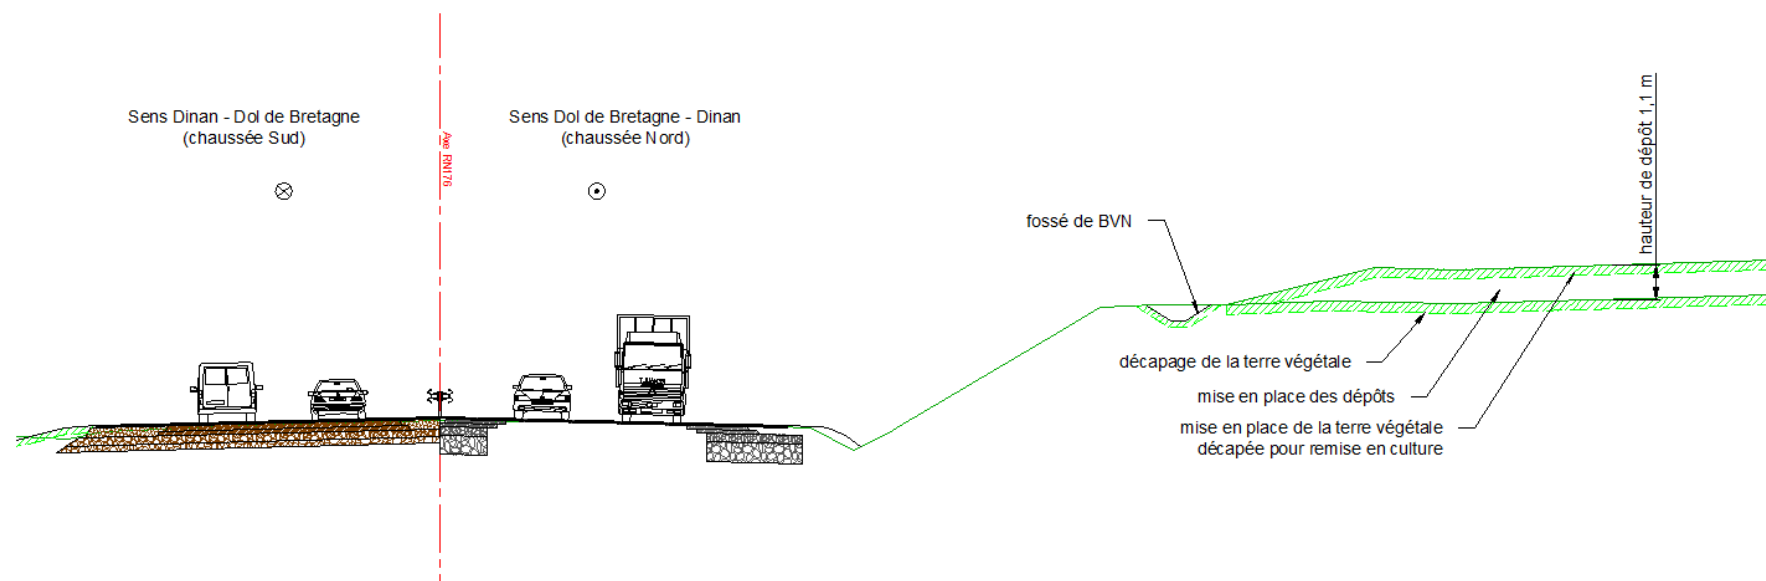 Sens Dinan - Dol de Bretagne
(chaussée Sud)
Sens Dol de Bretagne - Dinan
(chaussée Nord)
Axe RN176
fossé de BVN
hauteur de dépôt 1,1 m
décapage de la terre végétale
mise en place des dépôts
mise en place de la terre végétale
décapée pour remise en culture